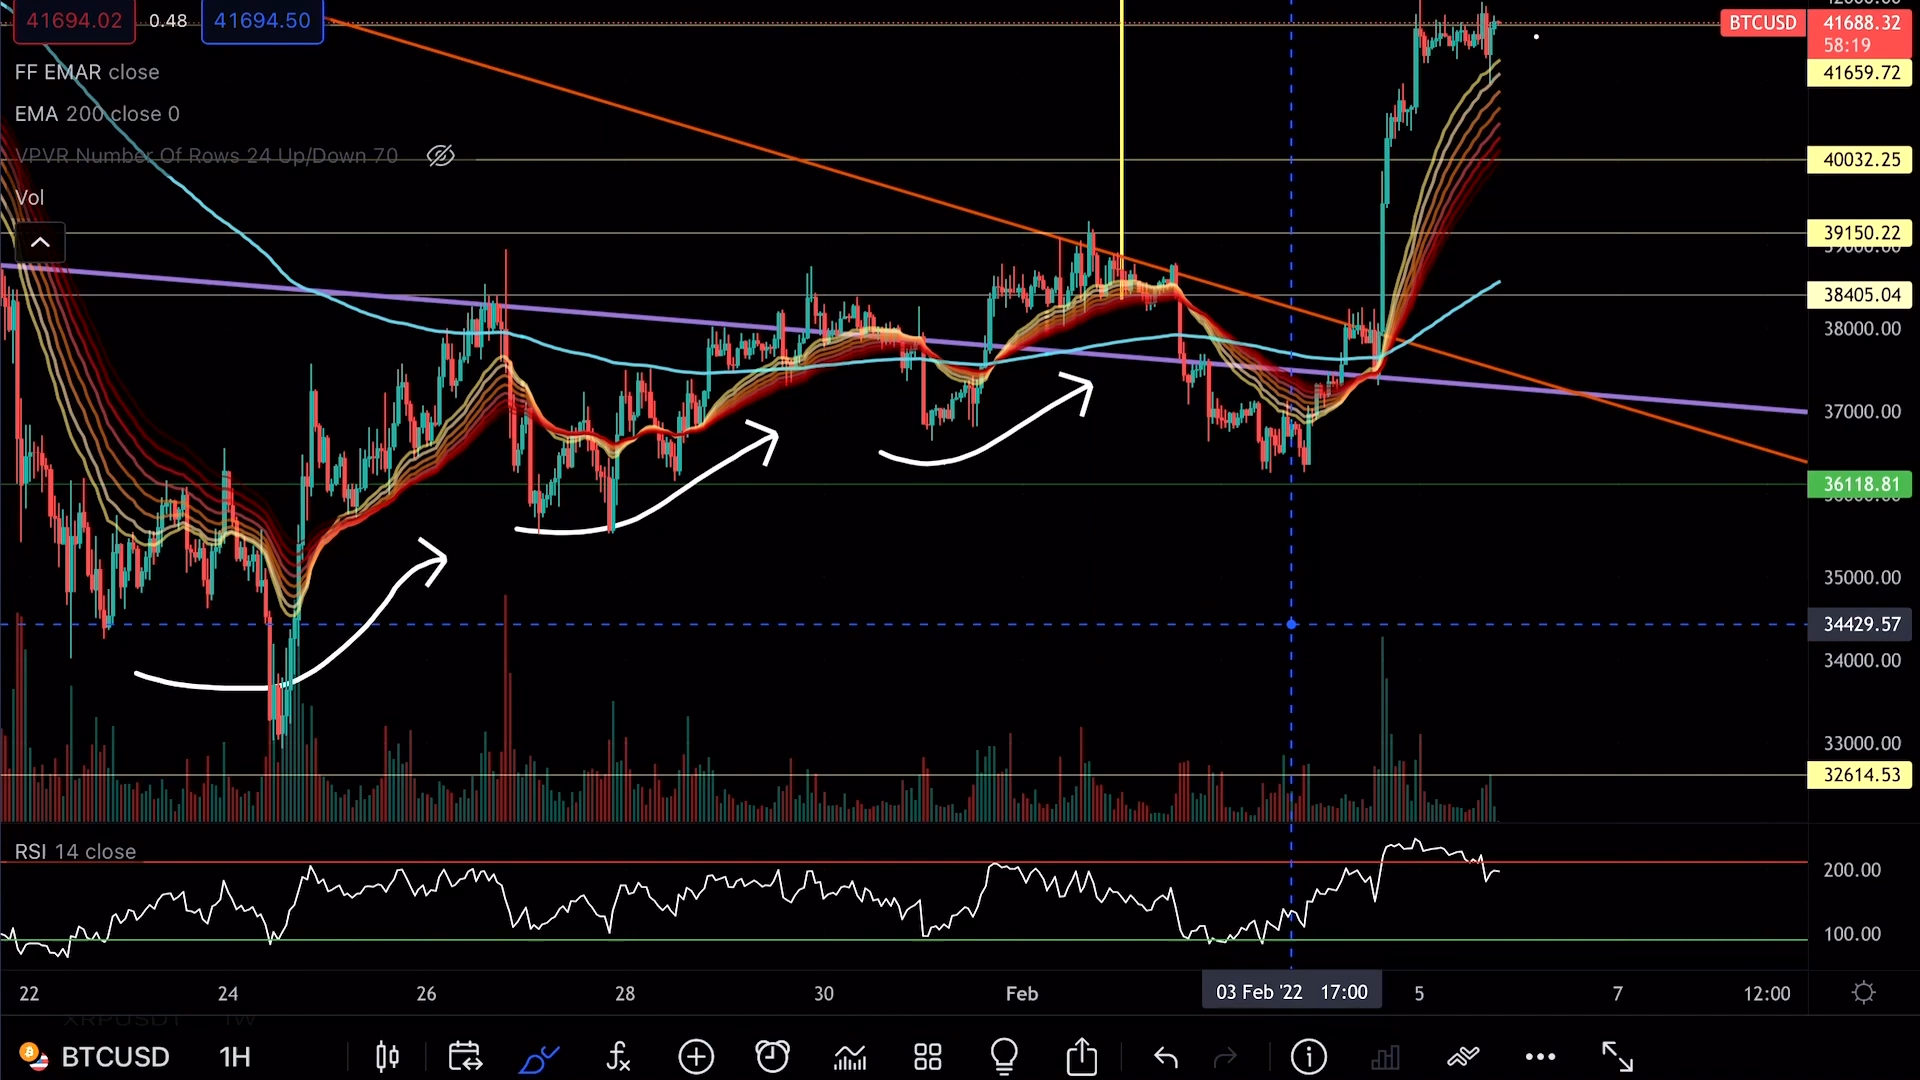 41694.02 0.48 41694.50
BTCUSD 41688.32
58:19
41659.72
FF EMAR close
EMA 200 close 0
VPVR Number Of Rows 24 Up/Down 70
Vol
40032.25
39150.22
38405.04
38000.00
37000.00
36118.81
35000.00
34429.57
34000.00
33000.00
32614.53
RSI 14 close
200.00
100.00
22 24 26 28 30 Feb 03 Feb '22 17:00 5 7 12:00
XRPUSDT 1W
BTCUSD 1H